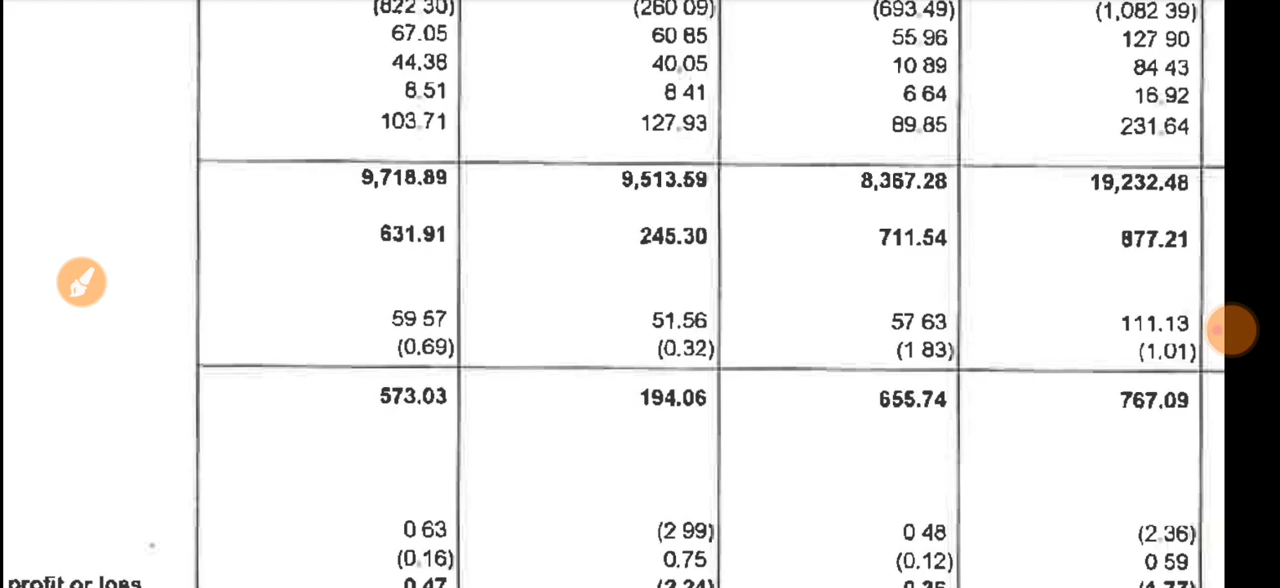 (822 30) (260 09) (693.49) (1,082 39)
67.05 60 85 55 96 127 90
44.38 40.05 10 89 84 43
8.51 8 41 6 64 16.92
103.71 127.93 89.85 231.64
9,718.89 9,513.59 8,367.28 19,232.48
631.91 245.30 711.54 877.21
59 57 51.56 57 63 111.13
(0.69) (0.32) (1 83) (1.01)
573.03 194.06 655.74 767.09
0 63 (2 99) 0 48 (2.36)
(0.16) 0.75 (0.12) 0 59
profit or loss 0 47